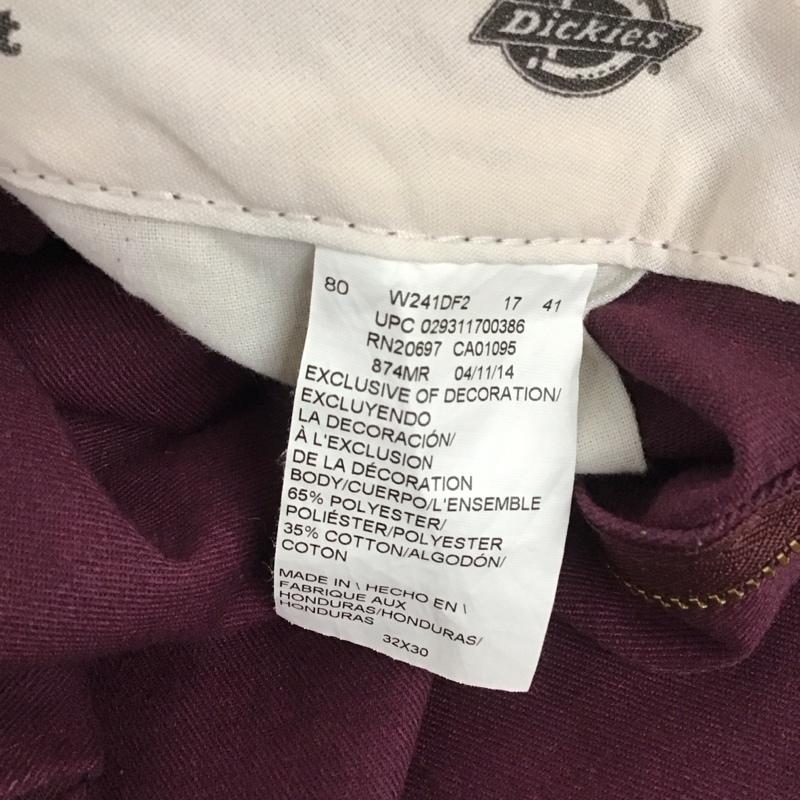 Dickies
80 W241DF2 17 41
UPC 029311700386
RN20697 CA01095
874MR 04/11/14
EXCLUSIVE OF DECORATION/
EXCLUYENDO
LA DECORACIÓN/
À L'EXCLUSION
DE LA DÉCORATION
BODY/CUERPO/L'ENSEMBLE
65% POLYESTER/
POLIÉSTER/POLYESTER
35% COTTON/ALGODÓN/
COTON
MADE IN \ HECHO EN \
FABRIQUE AUX
HONDURAS/HONDURAS/
HONDURAS
32X30